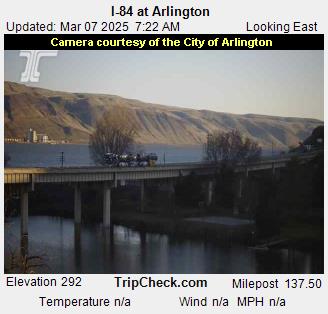 I-84 at Arlington
Updated: Mar 07 2025 7:22 AM Looking East
Camera courtesy of the City of Arlington
Elevation 292 TripCheck.com Milepost 137.50
Temperature n/a Wind n/a MPH n/a